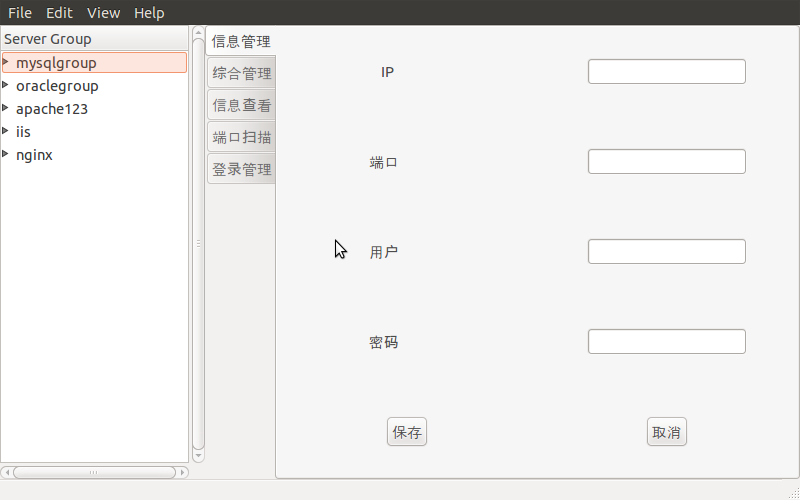 File Edit View Help
Server Group
mysqlgroup
oraclegroup
apache123
iis
nginx
信息管理
综合管理
信息查看
端口扫描
登录管理
IP
端口
用户
密码
保存 取消